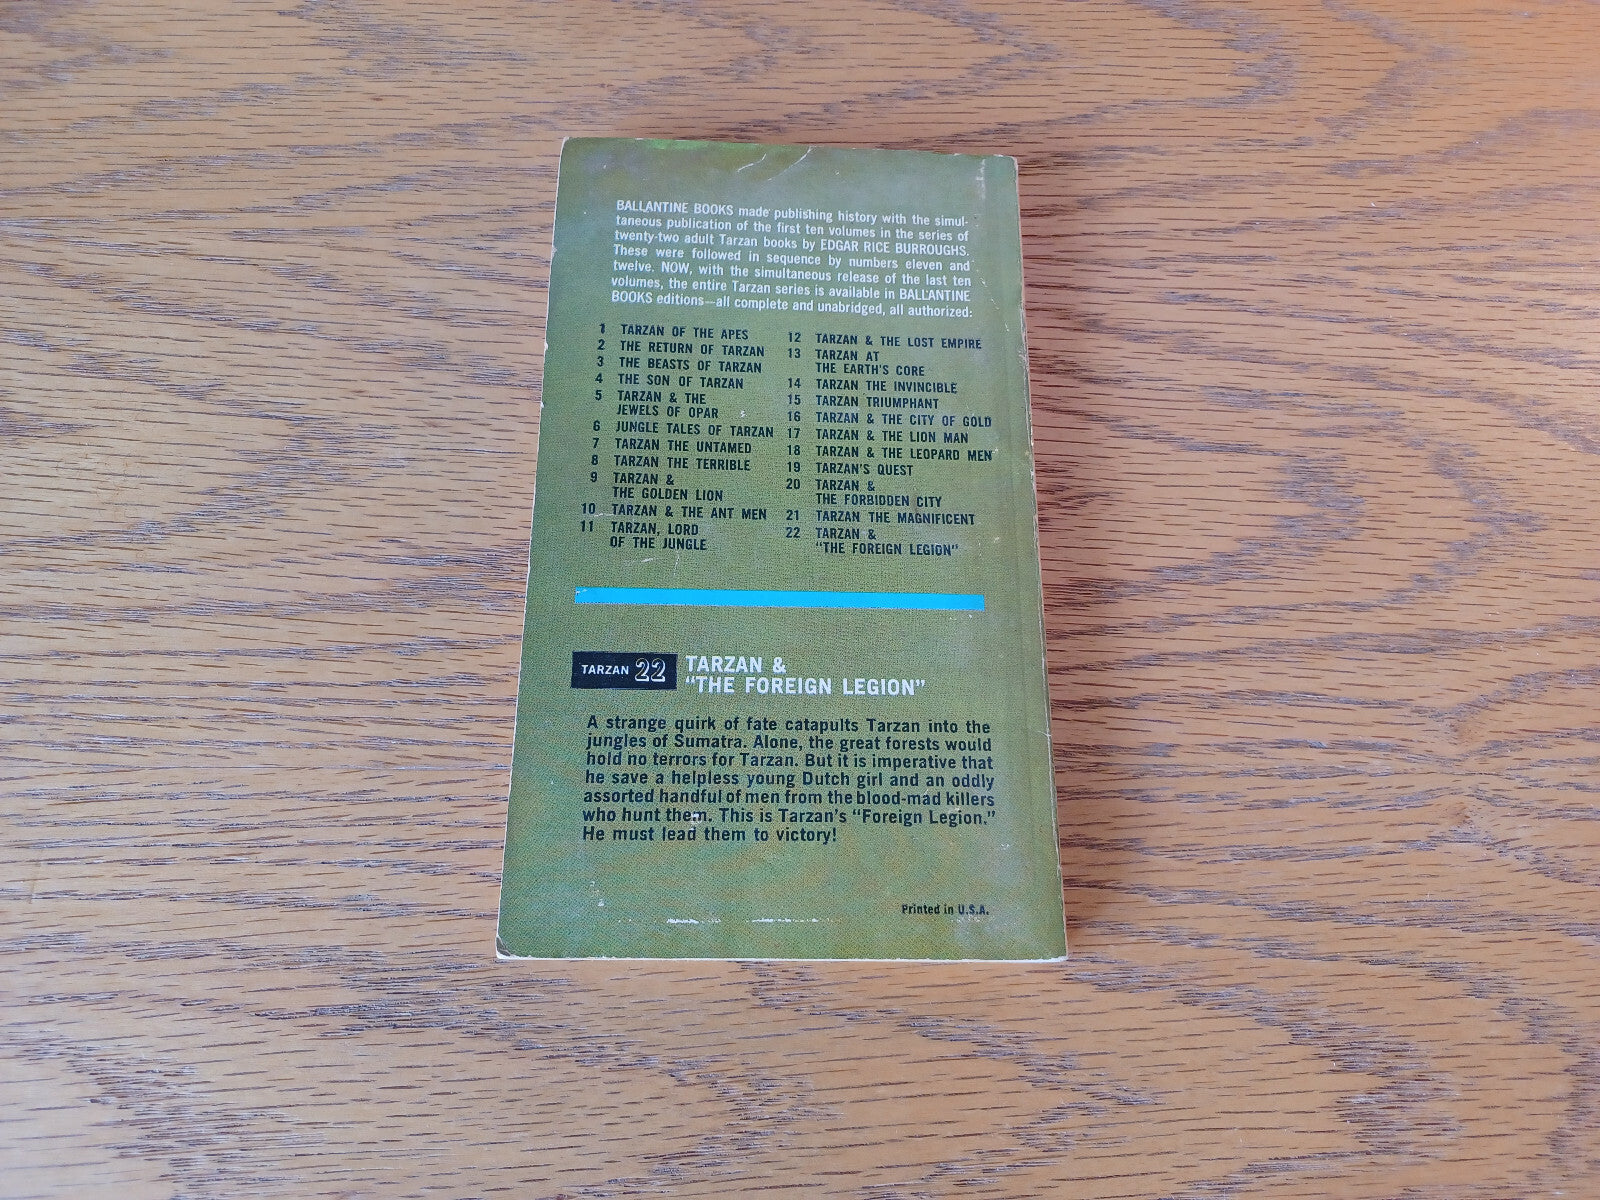 BALLANTINE BOOKS made publishing history with the simul-
taneous publication of the first ten volumes in the series of
twenty-two adult Tarzan books by EDGAR RICE BURROUGHS.
These were followed in sequence by numbers eleven and
twelve. NOW, with the simultaneous release of the last ten
volumes, the entire Tarzan series is available in BALLANTINE
BOOKS editions—all complete and unabridged, all authorized:
1 TARZAN OF THE APES
2 THE RETURN OF TARZAN
3 THE BEASTS OF TARZAN
4 THE SON OF TARZAN
5 TARZAN & THE
JEWELS OF OPAR
6 JUNGLE TALES OF TARZAN
7 TARZAN THE UNTAMED
8 TARZAN THE TERRIBLE
9 TARZAN &
THE GOLDEN LION
10 TARZAN & THE ANT MEN
11 TARZAN, LORD
OF THE JUNGLE
12 TARZAN & THE LOST EMPIRE
13 TARZAN AT
THE EARTH'S CORE
14 TARZAN THE INVINCIBLE
15 TARZAN TRIUMPHANT
16 TARZAN & THE CITY OF GOLD
17 TARZAN & THE LION MAN
18 TARZAN & THE LEOPARD MEN
19 TARZAN'S QUEST
20 TARZAN &
THE FORBIDDEN CITY
21 TARZAN THE MAGNIFICENT
22 TARZAN &
"THE FOREIGN LEGION"
TARZAN 22
TARZAN &
"THE FOREIGN LEGION"
A strange quirk of fate catapults Tarzan into the
jungles of Sumatra. Alone, the great forests would
hold no terrors for Tarzan. But it is imperative that
he save a helpless young Dutch girl and an oddly
assorted handful of men from the blood-mad killers
who hunt them. This is Tarzan's "Foreign Legion."
He must lead them to victory!
Printed in U.S.A.